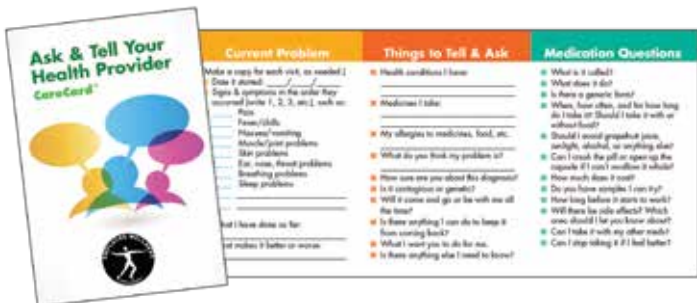 Ask & Tell Your
Health Provider
CareCard™
Current Problem
(Make a copy for each visit, as needed.)
Date it started: ___/___/___
Signs & symptoms in the order they
occurred (write 1, 2, 3, etc.), such as:
Pain
Fever/chills
Nausea/vomiting
Muscle/joint problems
Skin problems
Ear, nose, throat problems
Breathing problems
Sleep problems
What I have done so far:
What makes it better or worse:
Things to Tell & Ask
Health conditions I have:
Medicines I take:
My allergies to medicines, food, etc.
What do you think my problem is?
How sure are you about this diagnosis?
Is it contagious or genetic?
Will it come and go or be with me all
the time?
Is there anything I can do to keep it
from coming back?
What I want you to do for me.
Is there anything else I need to know?
Medication Questions
What is it called?
What does it do?
Is there a generic form?
When, how often, and for how long
do I take it? Should I take it with or
without food?
Should I avoid grapefruit juice,
sunlight, alcohol, or anything else?
Can I crush the pill or open up the
capsule if I can't swallow it whole?
How much does it cost?
Do you have samples I can try?
How long before it starts to work?
Will there be side effects? Which
ones should I let you know about?
Can I take it with my other meds?
Can I stop taking it if I feel better?